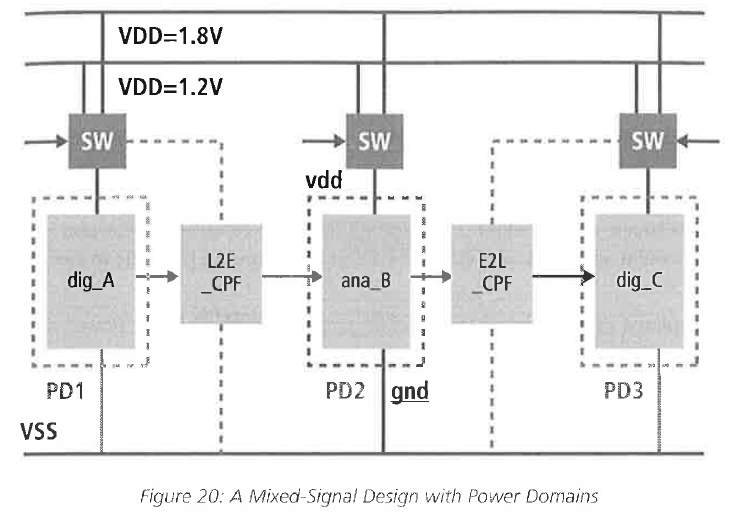 VDD=1.8V
VDD=1.2V
SW
SW
SW
vdd
dig_A
L2E
_CPF
ana_B
E2L
_CPF
dig_C
PD1
PD2
gnd
PD3
VSS
Figure 20: A Mixed-Signal Design with Power Domains